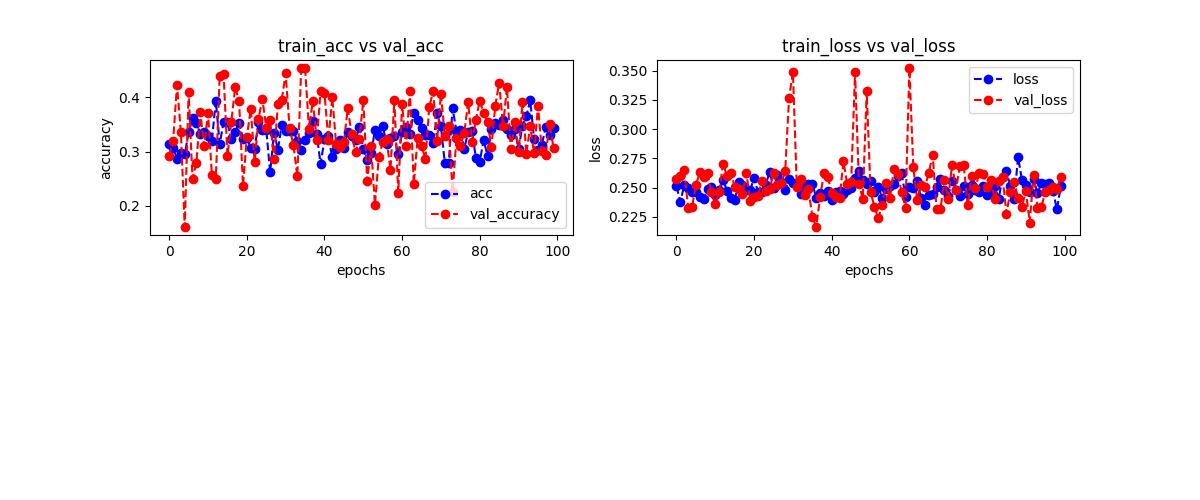 train_acc vs val_acc
accuracy
0.4
0.3
0.2
acc
val_accuracy
0
20
40
60
80
100
epochs
train_loss vs val_loss
loss
0.350
0.325
0.300
0.275
0.250
0.225
loss
val_loss
0
20
40
60
80
100
epochs